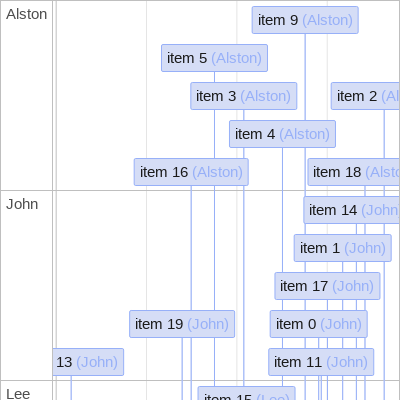 Alston
item 9 (Alston)
item 5 (Alston)
item 3 (Alston)
item 2 (Al
item 4 (Alston)
item 16 (Alston)
item 18 (Alsto
John
item 14 (John
item 1 (John)
item 17 (John)
item 19 (John)
item 0 (John)
13 (John)
item 11 (John)
Lee
item 15 (Lee)